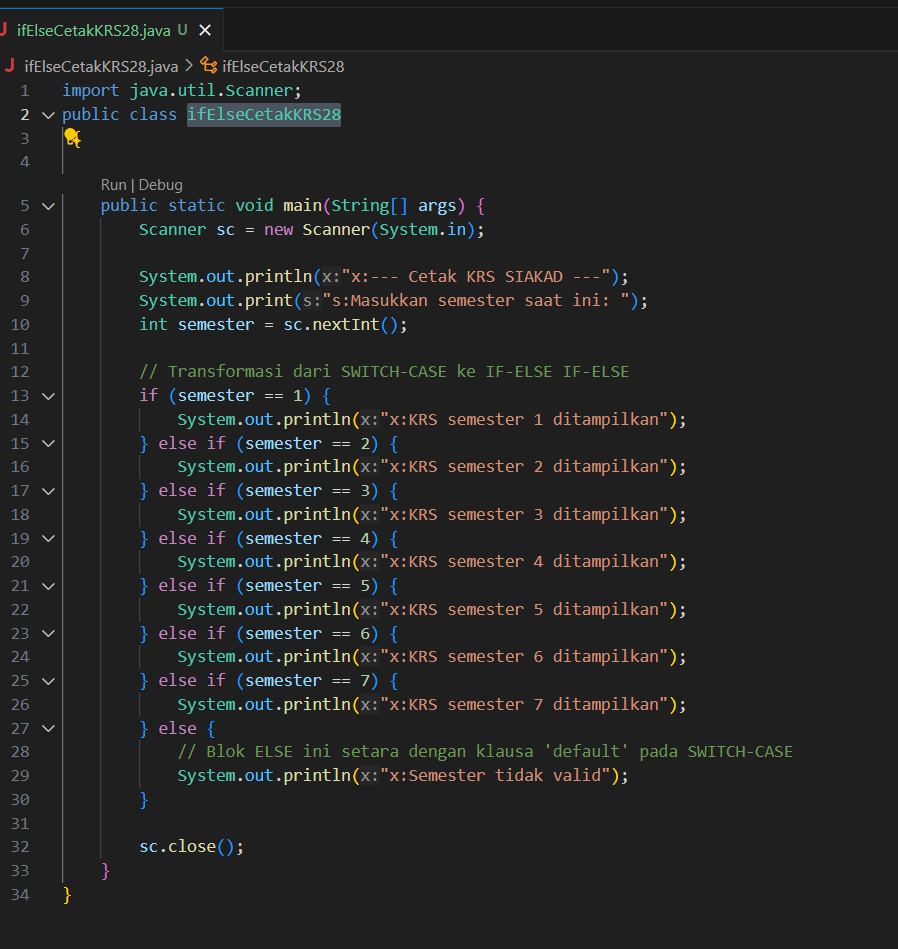 J ifElseCetakKRS28.java U ×
J ifElseCetakKRS28.java > ifElseCetakKRS28
1 import java.util.Scanner;
2 public class ifElseCetakKRS28
3 {
4
Run | Debug
5 public static void main(String[] args) {
6 Scanner sc = new Scanner(System.in);
7
8 System.out.println(x:"x:--- Cetak KRS SIAKAD ---");
9 System.out.print(s:"s:Masukkan semester saat ini: ");
10 int semester = sc.nextInt();
11
12 // Transformasi dari SWITCH-CASE ke IF-ELSE IF-ELSE
13 if (semester == 1) {
14 System.out.println(x:"x:KRS semester 1 ditampilkan");
15 } else if (semester == 2) {
16 System.out.println(x:"x:KRS semester 2 ditampilkan");
17 } else if (semester == 3) {
18 System.out.println(x:"x:KRS semester 3 ditampilkan");
19 } else if (semester == 4) {
20 System.out.println(x:"x:KRS semester 4 ditampilkan");
21 } else if (semester == 5) {
22 System.out.println(x:"x:KRS semester 5 ditampilkan");
23 } else if (semester == 6) {
24 System.out.println(x:"x:KRS semester 6 ditampilkan");
25 } else if (semester == 7) {
26 System.out.println(x:"x:KRS semester 7 ditampilkan");
27 } else {
28 // Blok ELSE ini setara dengan klausa 'default' pada SWITCH-CASE
29 System.out.println(x:"x:Semester tidak valid");
30 }
31
32 sc.close();
33 }
34 }